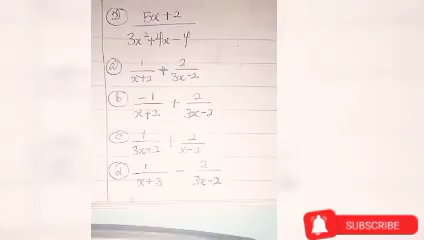 (5) (5x+2)/(3x²+4x-4)
(a) 1/(x+2) + 2/(3x-2)
(b) -1/(x+2) + 2/(3x-2)
(c) 1/(3x+2) + 2/(x-2)
(d) 1/(x+3) - 2/(3x-2)
SUBSCRIBE